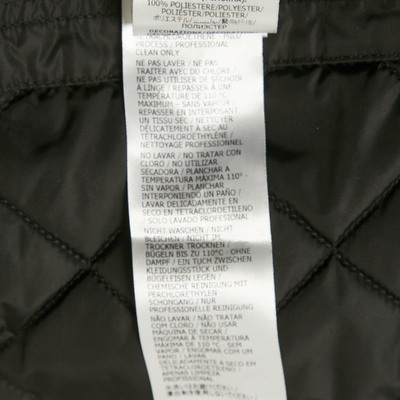 100% POLIESTERE/POLYESTER/
POLIÉSTER/POLIESTER/
ПОЛИЭСТЕР
TETRACHLOROETHENE MILD
PROCESS / PROFESSIONAL
CLEAN ONLY
NE PAS LAVER / NE PAS
TRAITER AVEC DU CHLORE /
NE PAS UTILISER DE SÉCHOIR
À LINGE / REPASSER À UNE
TEMPÉRATURE DE 110 °C
MAXIMUM - SANS VAPEUR /
REPASSER EN INTERPOSANT
UN TISSU SEC / NETTOYER
DÉLICATEMENT À SEC AU
TÉTRACHLOROÉTHYLÈNE /
NETTOYAGE PROFESSIONNEL
NO LAVAR / NO TRATAR CON
CLORO / NO UTILIZAR
SECADORA / PLANCHAR A
TEMPERATURA MÁXIMA 110° -
SIN VAPOR / PLANCHAR
INTERPONIENDO UN PAÑO /
LAVAR DELICADAMENTE EN
SECO EN TETRACLOROETILENO
/ SOLO LAVADO PROFESIONAL
NICHT WASCHEN / NICHT
BLEICHEN / NICHT IM
TROCKNER TROCKNEN /
BÜGELN BIS ZU 110°C - OHNE
DAMPF / EIN TUCH ZWISCHEN
KLEIDUNGSSTÜCK UND
BÜGELEISEN LEGEN /
CHEMISCHE REINIGUNG MIT
PERCHLORETHYLEN -
SCHONGANG / NUR
PROFESSIONELLE REINIGUNG
NÃO LAVAR / NÃO TRATAR
COM CLORO / NÃO USAR
MÁQUINA DE SECAR /
ENGOMAR A TEMPERATURA
MÁXIMA DE 110 °C - SEM
VAPOR / ENGOMAR COM UM
PANO / LAVAR
DELICADAMENTE A SECO EM
TETRACLOROETILENO /
APENAS LIMPEZA
PROFISSIONAL